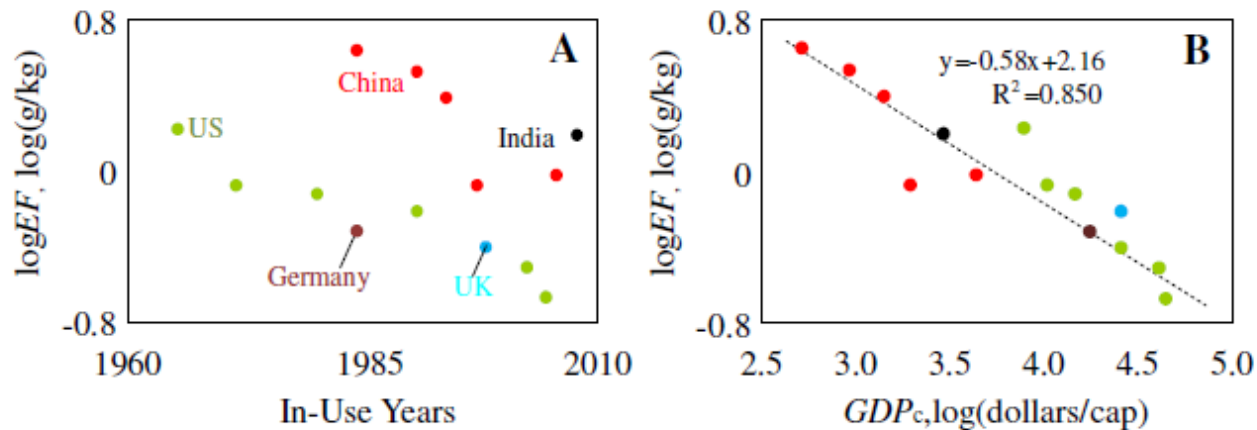 A
logEF, log(g/kg)
0.8
0
-0.8
China
US
India
Germany
UK
1960
1985
2010
In-Use Years
B
logEF, log(g/kg)
0.8
0
-0.8
y=-0.58x+2.16
R²=0.850
2.5
3.0
3.5
4.0
4.5
5.0
GDPc,log(dollars/cap)